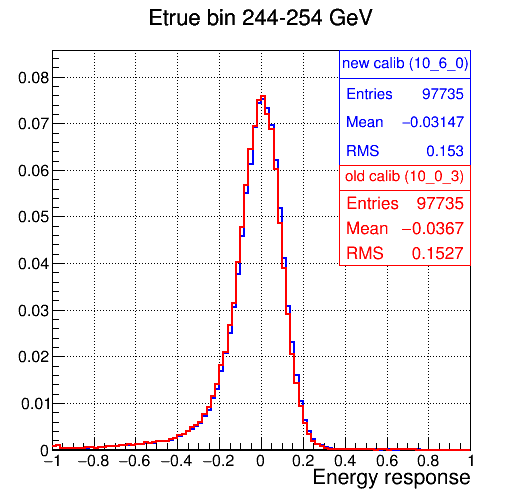 Etrue bin 244-254 GeV
new calib (10_6_0)
Entries 97735
Mean −0.03147
RMS 0.153
old calib (10_0_3)
Entries 97735
Mean −0.0367
RMS 0.1527
0.08
0.07
0.06
0.05
0.04
0.03
0.02
0.01
0
−1 −0.8 −0.6 −0.4 −0.2 0 0.2 0.4 0.6 0.8 1
Energy response